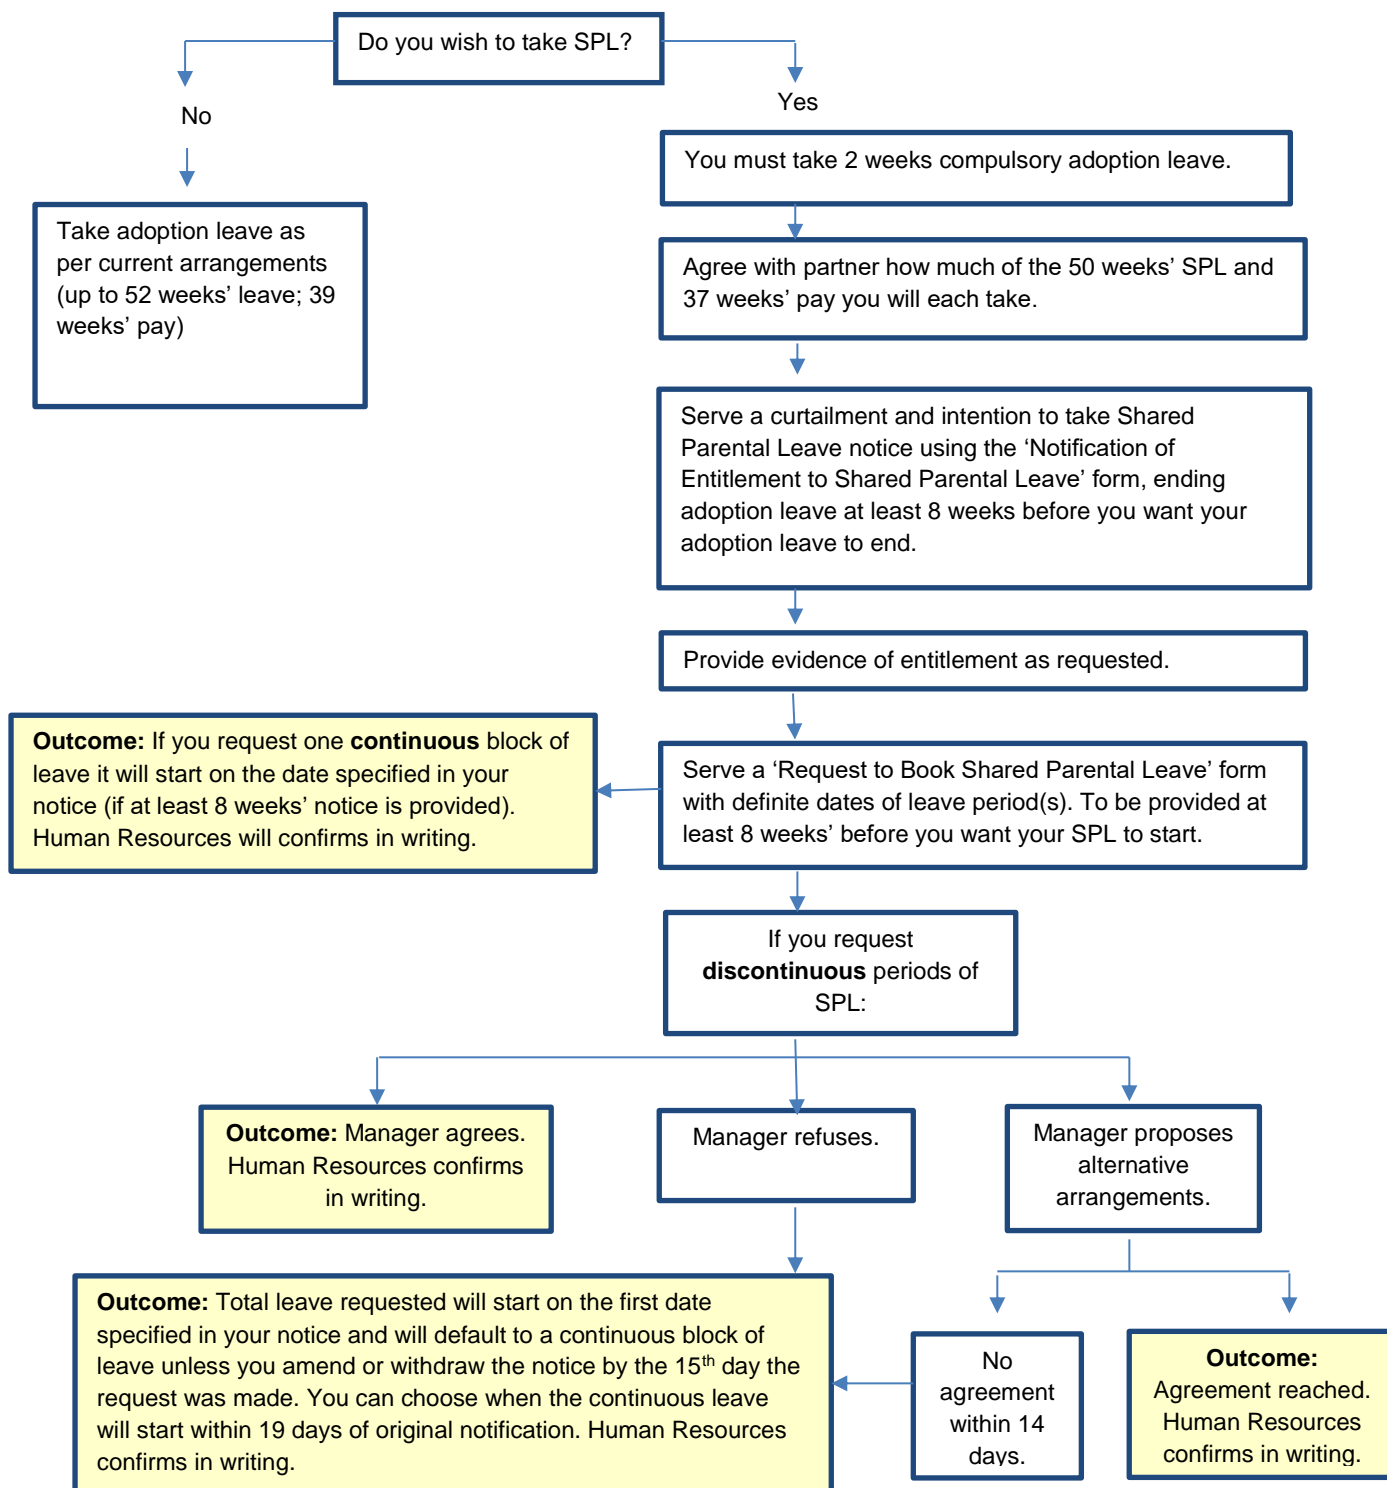 Do you wish to take SPL?
No
Yes
You must take 2 weeks compulsory adoption leave.
Take adoption leave as
per current arrangements
(up to 52 weeks’ leave; 39
weeks’ pay)
Agree with partner how much of the 50 weeks’ SPL and
37 weeks’ pay you will each take.
Serve a curtailment and intention to take Shared
Parental Leave notice using the ‘Notification of
Entitlement to Shared Parental Leave’ form, ending
adoption leave at least 8 weeks before you want your
adoption leave to end.
Provide evidence of entitlement as requested.
Outcome: If you request one continuous block of
leave it will start on the date specified in your
notice (if at least 8 weeks’ notice is provided).
Human Resources will confirms in writing.
Serve a ‘Request to Book Shared Parental Leave’ form
with definite dates of leave period(s). To be provided at
least 8 weeks’ before you want your SPL to start.
If you request
discontinuous periods of
SPL:
Outcome: Manager agrees.
Human Resources confirms
in writing.
Manager refuses.
Manager proposes
alternative
arrangements.
Outcome: Total leave requested will start on the first date
specified in your notice and will default to a continuous block of
leave unless you amend or withdraw the notice by the 15th day the
request was made. You can choose when the continuous leave
will start within 19 days of original notification. Human Resources
confirms in writing.
No
agreement
within 14
days.
Outcome:
Agreement reached.
Human Resources
confirms in writing.